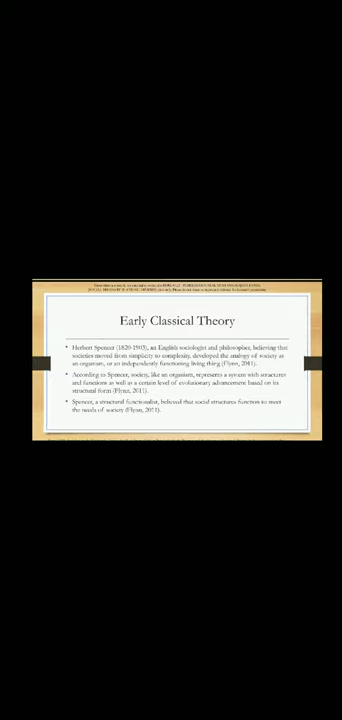 Early Classical Theory
• Herbert Spencer (1820-1903), an English sociologist and philosopher, believing that
societies moved from simplicity to complexity, developed the analogy of society as
an organism, or an independently functioning living thing (Flynn, 2011).
• According to Spencer, society, like an organism, represents a system with structures
and functions as well as a certain level of evolutionary advancement based on its
structural form (Flynn, 2011).
• Spencer, a structural functionalist, believed that social structures function to meet
the needs of society (Flynn, 2011).